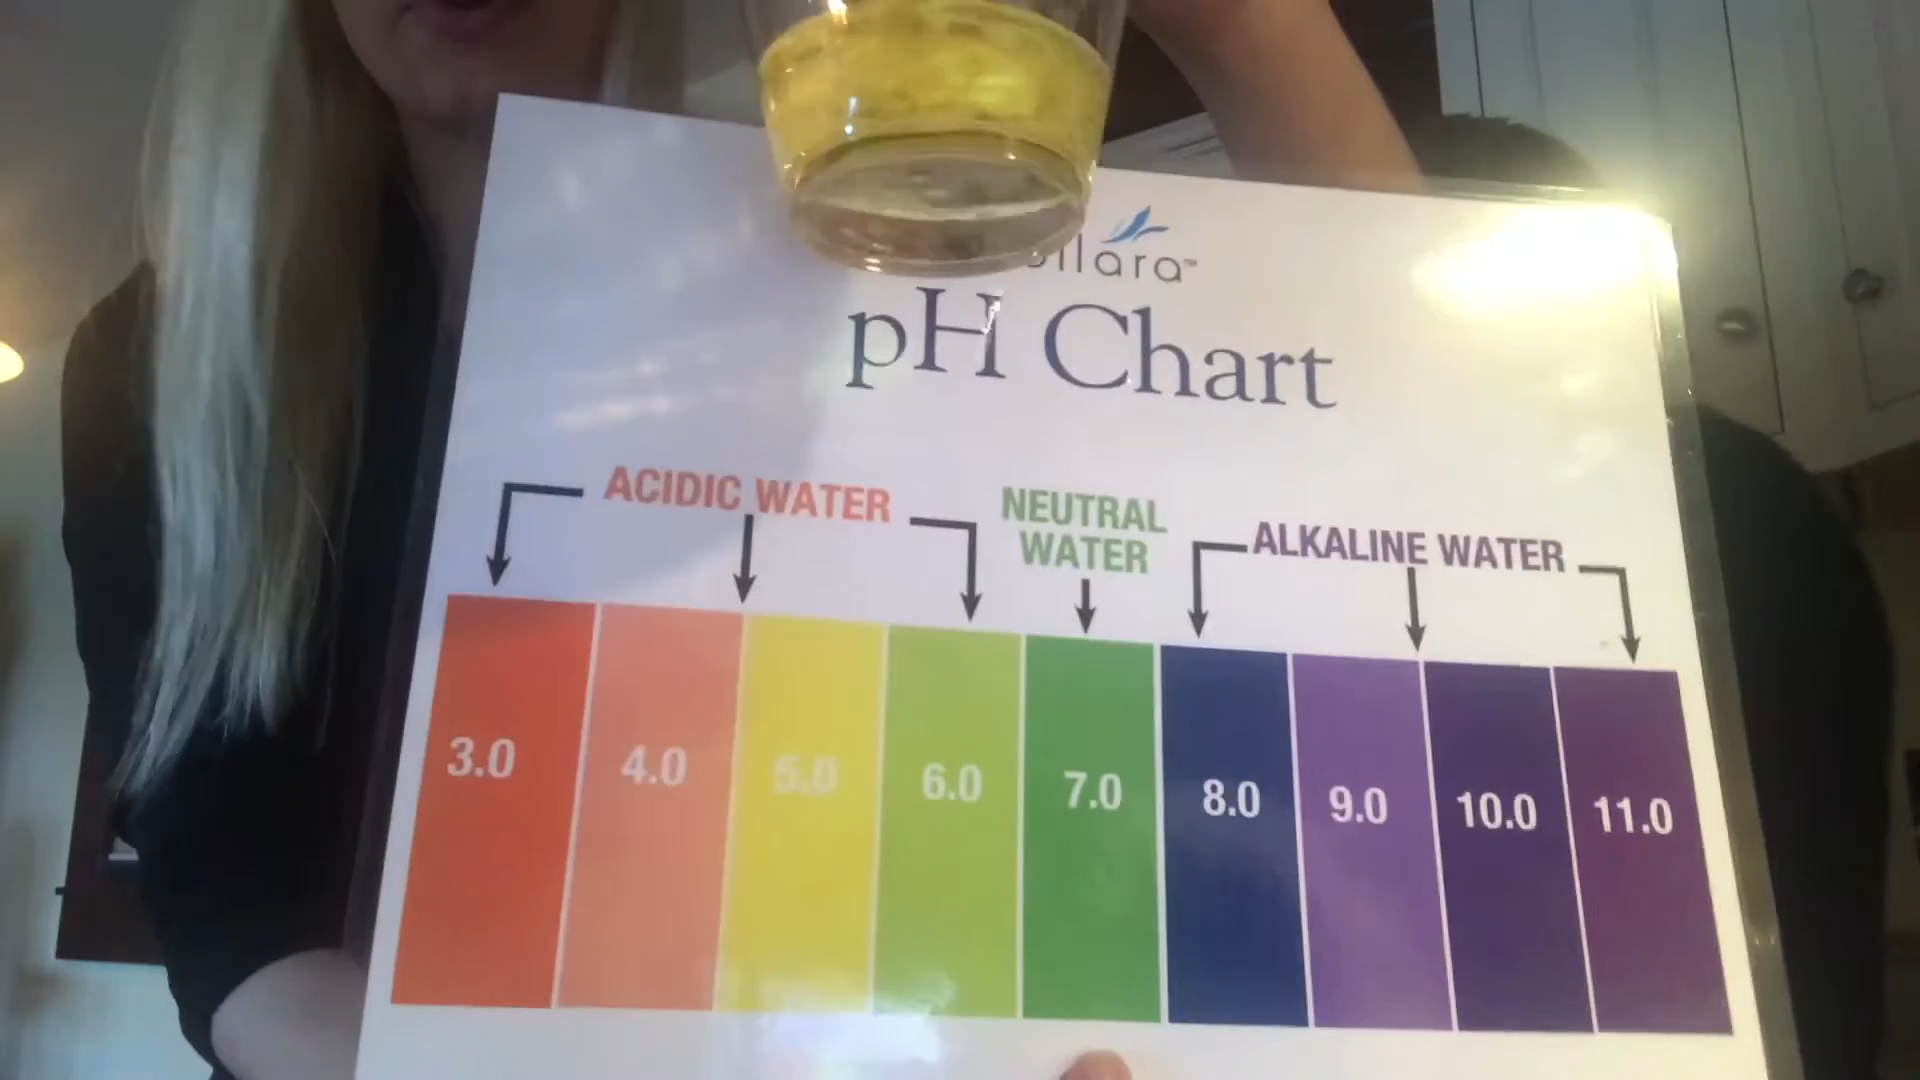 pH Chart
ACIDIC WATER
NEUTRAL
WATER
ALKALINE WATER
3.0 4.0 5.0 6.0 7.0 8.0 9.0 10.0 11.0